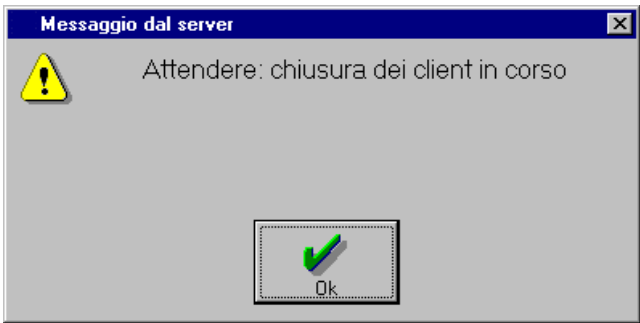 Messaggio dal server
Attendere: chiusura dei client in corso
Ok